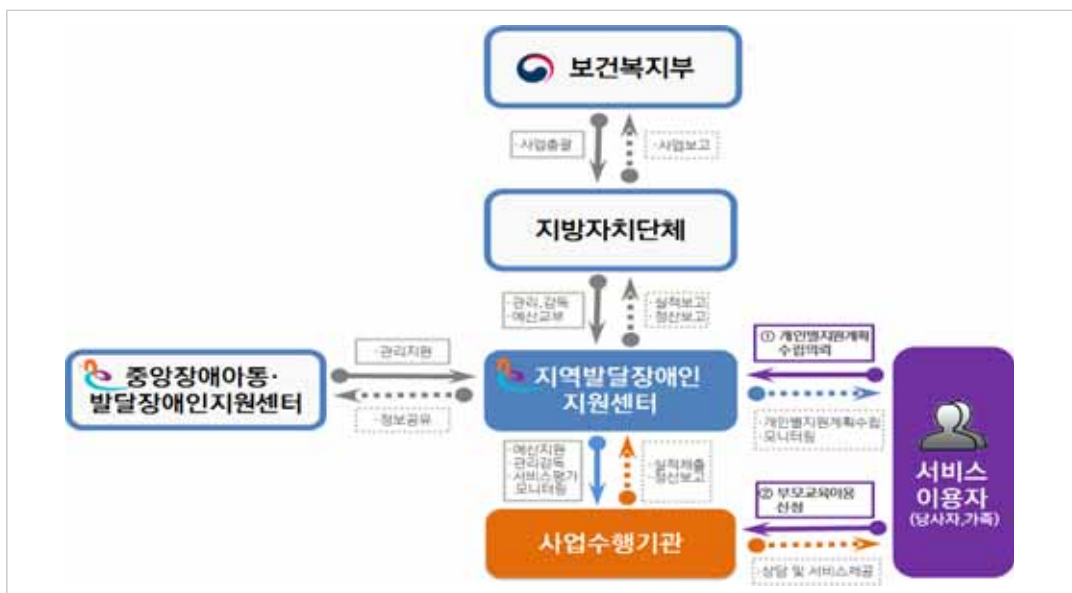 보건복지부
·사업총괄
·사업보고
지방자치단체
·관리,감독
·예산교부
·실적보고
·정산보고
① 개인별지원계획
수립의뢰
·관리지원
중앙장애아동·
발달장애인지원센터
지역발달장애인
지원센터
·정보공유
·개인별지원계획수립
·모니터링
서비스
이용자
(당사자,가족)
·예산지원
·관리감독
·서비스평가
모니터링
·실적제출
·정산보고
② 부모교육이용
신청
사업수행기관
·상담 및 서비스제공